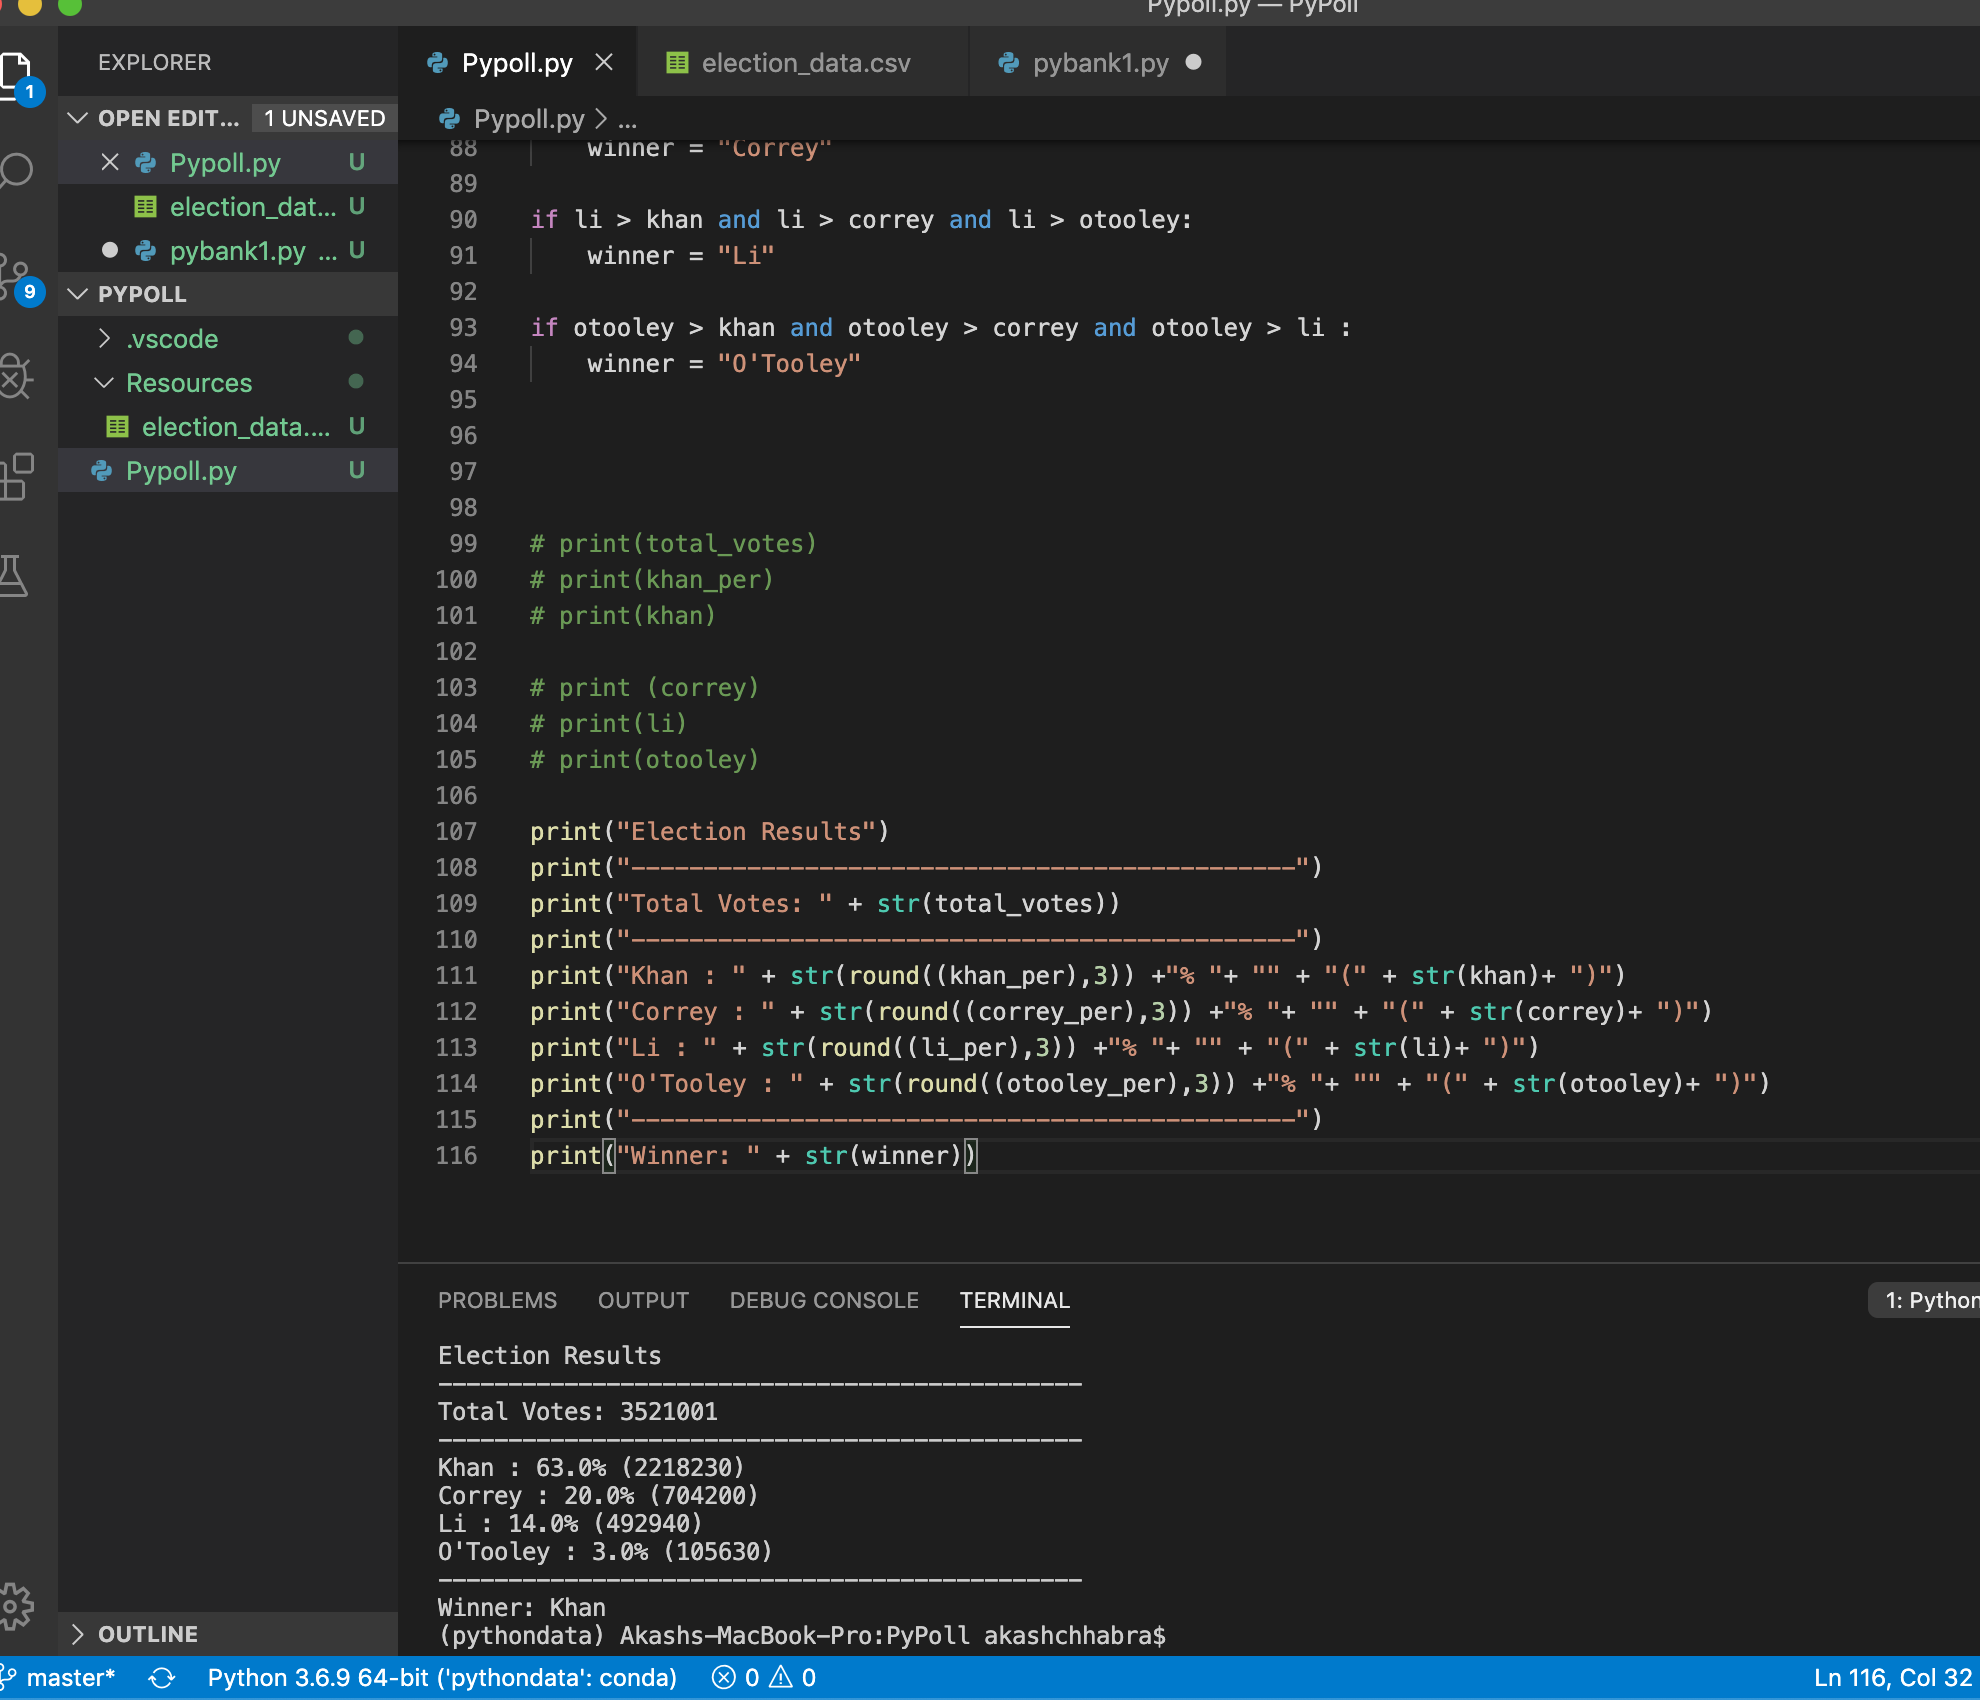 Pypoll.py — PyPoll
EXPLORER
OPEN EDIT... 1 UNSAVED
Pypoll.py U
election_dat... U
pybank1.py ... U
PYPOLL
.vscode
Resources
election_data.... U
Pypoll.py U
OUTLINE
1
9
Pypoll.py election_data.csv pybank1.py
Pypoll.py > ...
88 winner = "Correy"
89
90 if li > khan and li > correy and li > otooley:
91 winner = "Li"
92
93 if otooley > khan and otooley > correy and otooley > li :
94 winner = "O'Tooley"
95
96
97
98
99 # print(total_votes)
100 # print(khan_per)
101 # print(khan)
102
103 # print (correy)
104 # print(li)
105 # print(otooley)
106
107 print("Election Results")
108 print("----------------------------------------------")
109 print("Total Votes: " + str(total_votes))
110 print("----------------------------------------------")
111 print("Khan : " + str(round((khan_per),3)) +"% "+ "" + "(" + str(khan)+ ")")
112 print("Correy : " + str(round((correy_per),3)) +"% "+ "" + "(" + str(correy)+ ")")
113 print("Li : " + str(round((li_per),3)) +"% "+ "" + "(" + str(li)+ ")")
114 print("O'Tooley : " + str(round((otooley_per),3)) +"% "+ "" + "(" + str(otooley)+ ")")
115 print("----------------------------------------------")
116 print("Winner: " + str(winner))
PROBLEMS OUTPUT DEBUG CONSOLE TERMINAL 1: Python
Election Results
----------------------------------------------
Total Votes: 3521001
----------------------------------------------
Khan : 63.0% (2218230)
Correy : 20.0% (704200)
Li : 14.0% (492940)
O'Tooley : 3.0% (105630)
----------------------------------------------
Winner: Khan
(pythondata) Akashs-MacBook-Pro:PyPoll akashchhabra$
master* Python 3.6.9 64-bit ('pythondata': conda) 0 0 Ln 116, Col 32